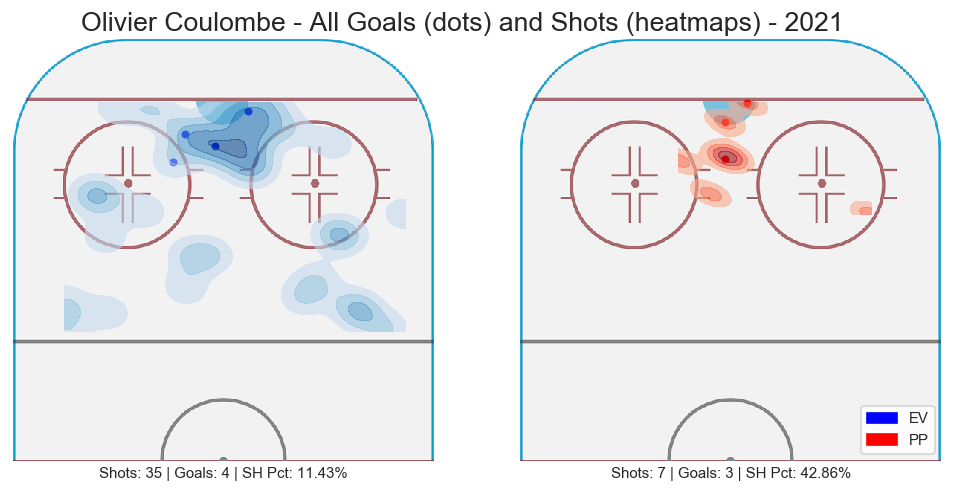 Olivier Coulombe - All Goals (dots) and Shots (heatmaps) - 2021
EV
PP
Shots: 35 | Goals: 4 | SH Pct: 11.43%
Shots: 7 | Goals: 3 | SH Pct: 42.86%